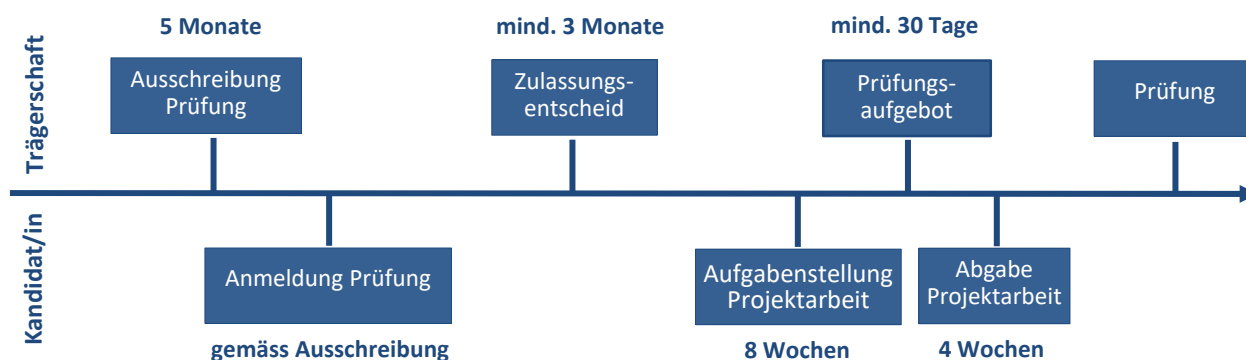 Trägerschaft
5 Monate
mind. 3 Monate
mind. 30 Tage
Ausschreibung
Prüfung
Zulassungs-
entscheid
Prüfungs-
aufgebot
Prüfung
Kandidat/in
Anmeldung Prüfung
Aufgabenstellung
Projektarbeit
Abgabe
Projektarbeit
gemäss Ausschreibung
8 Wochen
4 Wochen